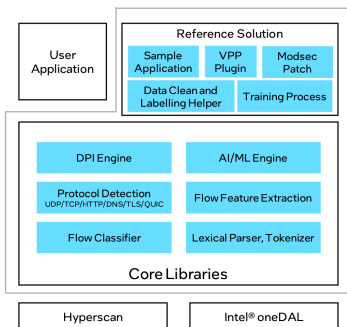 User
Application
Reference Solution
Sample
Application
VPP
Plugin
Modsec
Patch
Data Clean and
Labelling Helper
Training Process
DPI Engine
AI/ML Engine
Protocol Detection
UDP/TCP/HTTP/DNS/TLS/QUIC
Flow Feature Extraction
Flow Classifier
Lexical Parser, Tokenizer
Core Libraries
Hyperscan
Intel® oneDAL